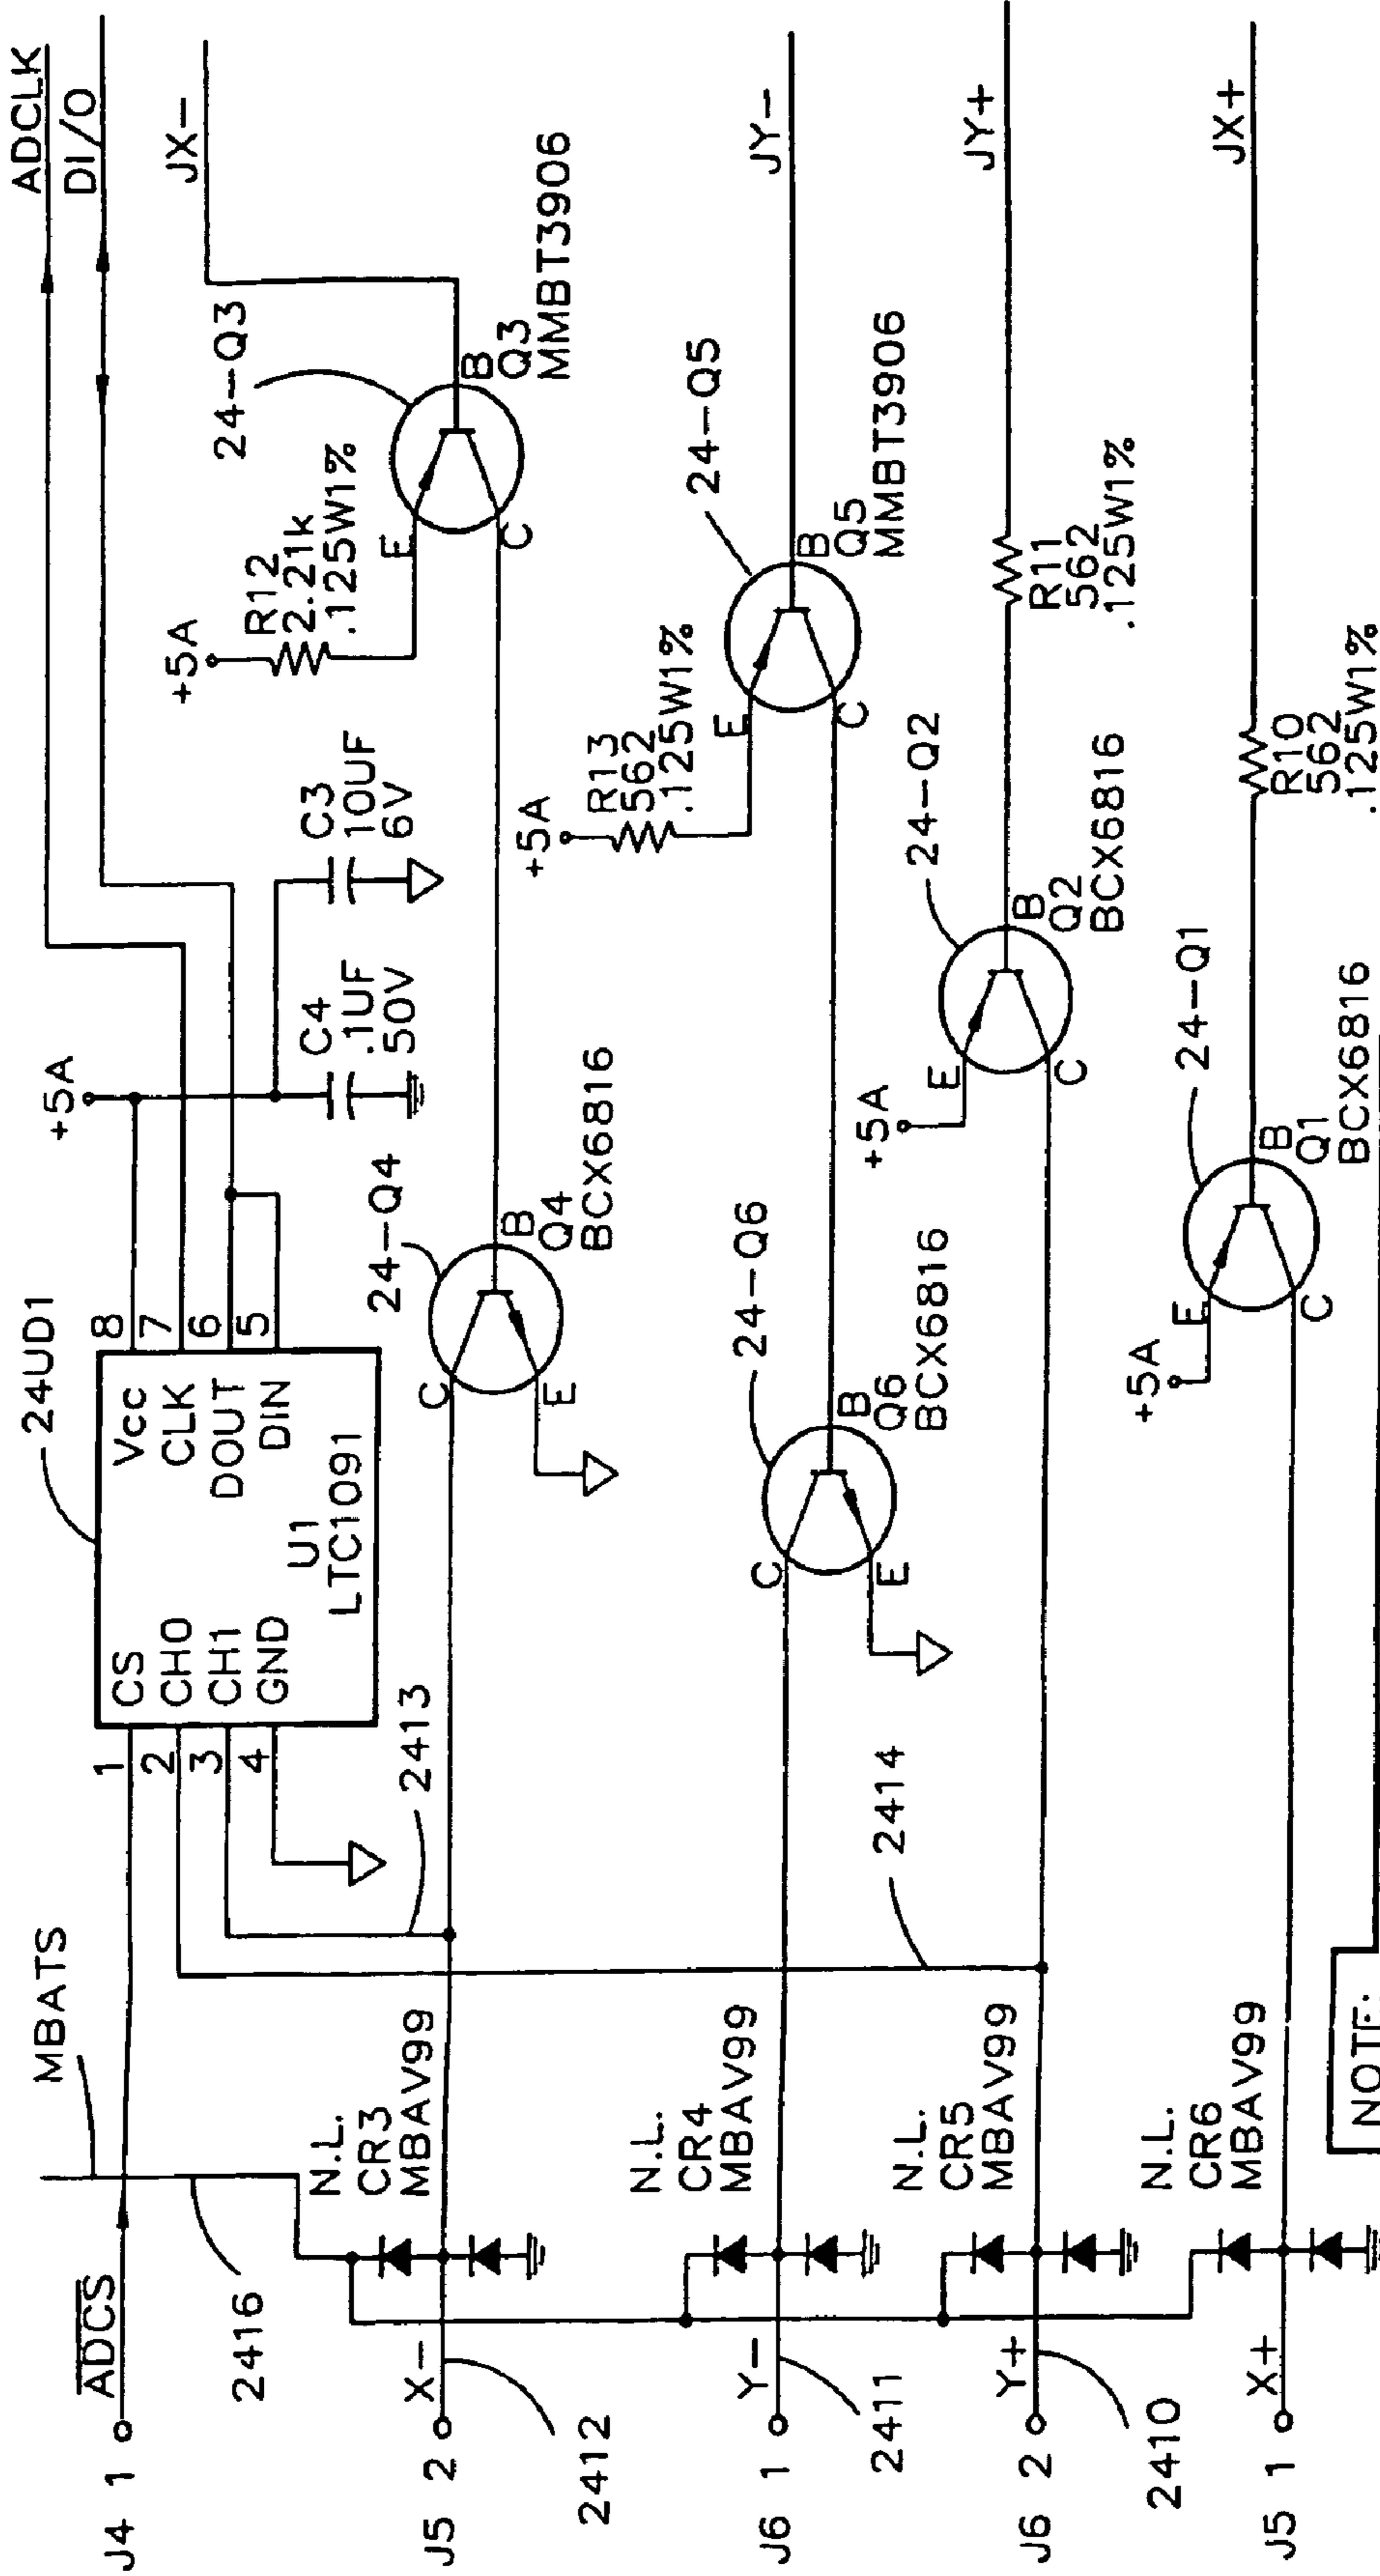 ADCLK
DI/O
JX−
24-Q3
B
Q3
MMBT3906
+5A
R12
2.21k
.125W1%
E
C
JY−
24-Q5
B
Q5
MMBT3906
+5A
R13
562
.125W1%
E
C
JY+
R11
562
.125W1%
24-Q2
B
Q2
BCX6816
+5A
E
C
JX+
R10
562
.125W1%
24-Q1
B
Q1
BCX6816
+5A
E
C
+5A
C3
10UF
6V
C4
.1UF
50V
24UD1
8
7
6
5
Vcc
CLK
DOUT
DIN
U1
LTC1091
CS
CH0
CH1
GND
1
2
3
4
24-Q4
B
Q4
BCX6816
C
E
24-Q6
B
Q6
BCX6816
C
E
2413
2414
MBATS
2416
ADCS
J4 1
N.L.
CR3
MBAV99
X−
J5 2
2412
N.L.
CR4
MBAV99
Y−
J6 1
2411
N.L.
CR5
MBAV99
Y+
J6 2
2410
N.L.
CR6
MBAV99
X+
J5 1
NOTE: